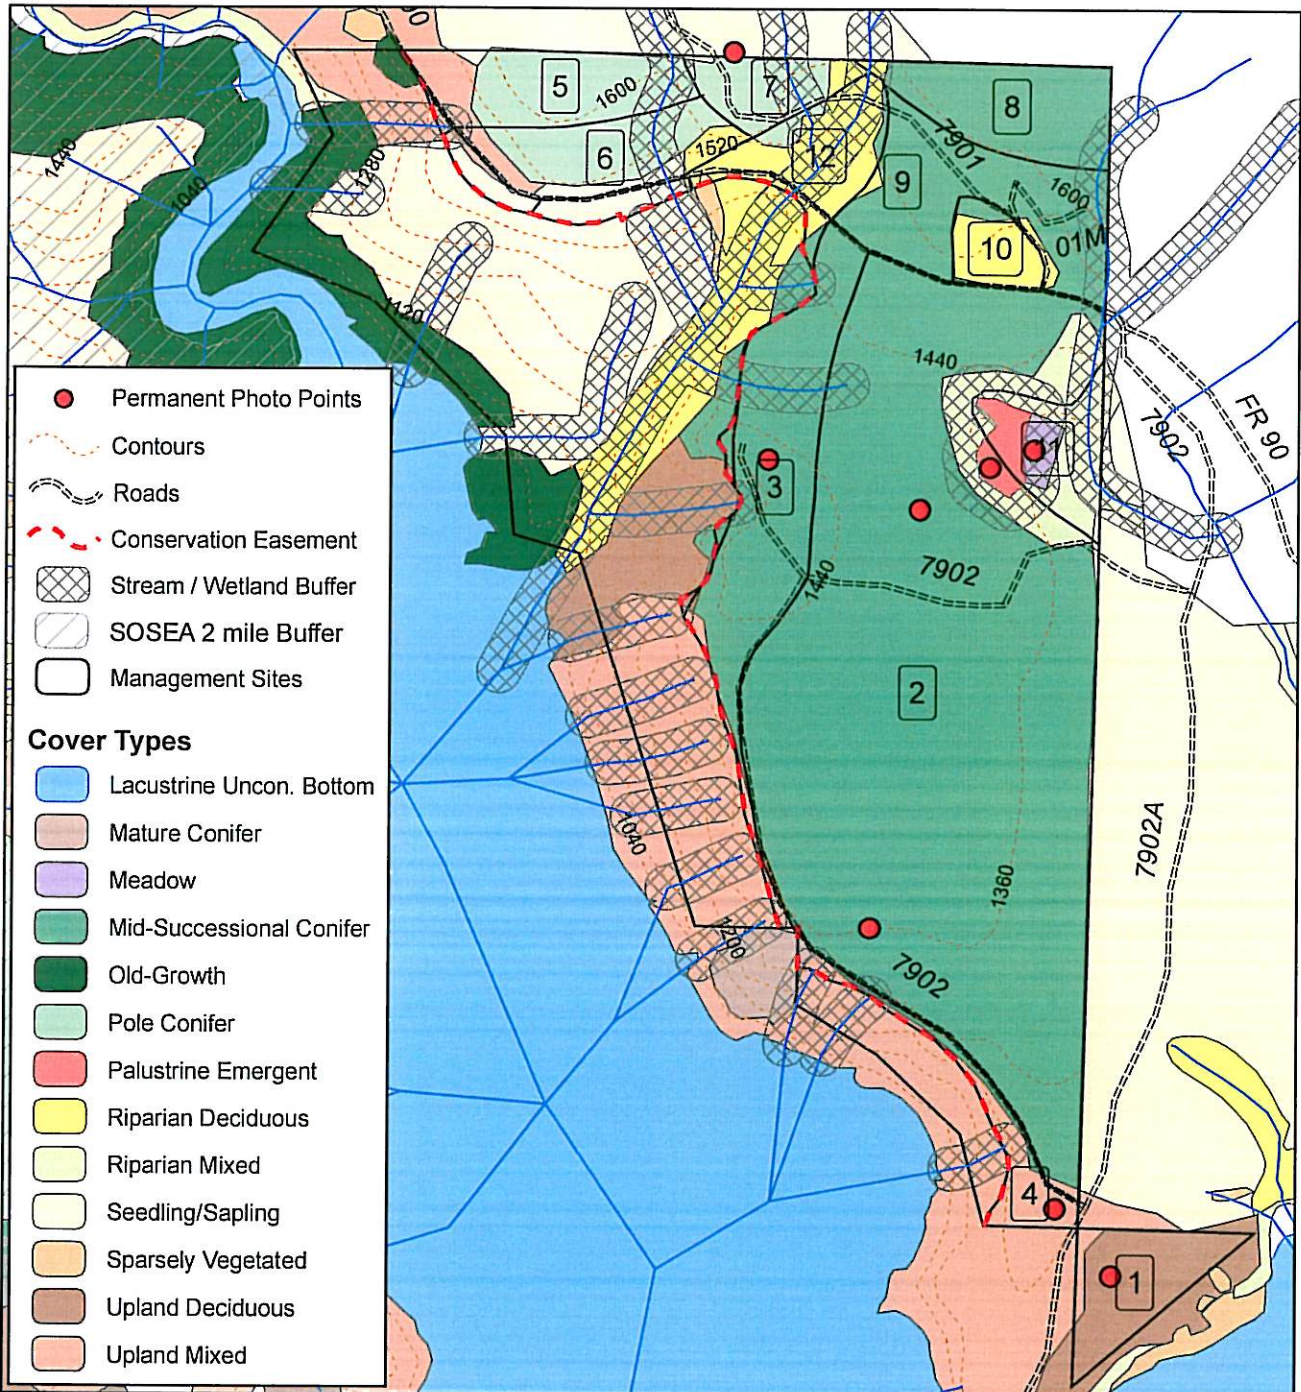 90
5
1600
7
8
6
1520
12
7901
1440
1280
9
1600
1040
10
01M
1120
1440
FR 90
7902
11
3
7902
1440
2
7902A
1040
1360
1200
7902
4
1
Permanent Photo Points
Contours
Roads
Conservation Easement
Stream / Wetland Buffer
SOSEA 2 mile Buffer
Management Sites
Cover Types
Lacustrine Uncon. Bottom
Mature Conifer
Meadow
Mid-Successional Conifer
Old-Growth
Pole Conifer
Palustrine Emergent
Riparian Deciduous
Riparian Mixed
Seedling/Sapling
Sparsely Vegetated
Upland Deciduous
Upland Mixed